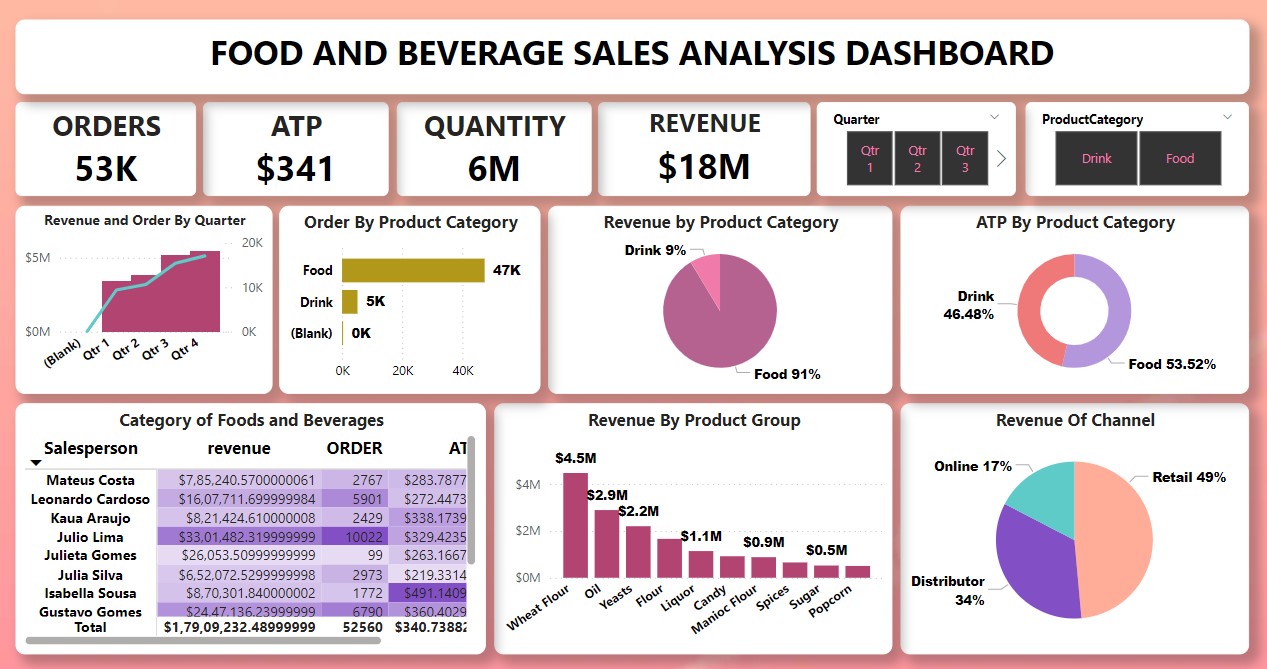 FOOD AND BEVERAGE SALES ANALYSIS DASHBOARD
ORDERS
53K
ATP
$341
QUANTITY
6M
REVENUE
$18M
Quarter
Qtr 1
Qtr 2
Qtr 3
ProductCategory
Drink
Food
Revenue and Order By Quarter
$5M
$0M
20K
10K
0K
(Blank)
Qtr 1
Qtr 2
Qtr 3
Qtr 4
Order By Product Category
Food 47K
Drink 5K
(Blank) 0K
0K 20K 40K
Revenue by Product Category
Drink 9%
Food 91%
ATP By Product Category
Drink
46.48%
Food 53.52%
Category of Foods and Beverages
Salesperson revenue ORDER AT
Mateus Costa $7,85,240.5700000061 2767 $283.7877
Leonardo Cardoso $16,07,711.699999984 5901 $272.4473
Kaua Araujo $8,21,424.610000008 2429 $338.1739
Julio Lima $33,01,482.319999999 10022 $329.4235
Julieta Gomes $26,053.50999999999 99 $263.1667
Julia Silva $6,52,072.5299999998 2973 $219.3314
Isabella Sousa $8,70,301.840000002 1772 $491.1409
Gustavo Gomes $24,47,136.23999999 6790 $360.4029
Total $1,79,09,232.48999999 52560 $340.7388
Revenue By Product Group
$4M
$2M
$0M
$4.5M
$2.9M
$2.2M
$1.1M
$0.9M
$0.5M
Wheat Flour
Oil
Yeasts
Flour
Liquor
Candy
Manioc Flour
Spices
Sugar
Popcorn
Revenue Of Channel
Online 17%
Retail 49%
Distributor
34%